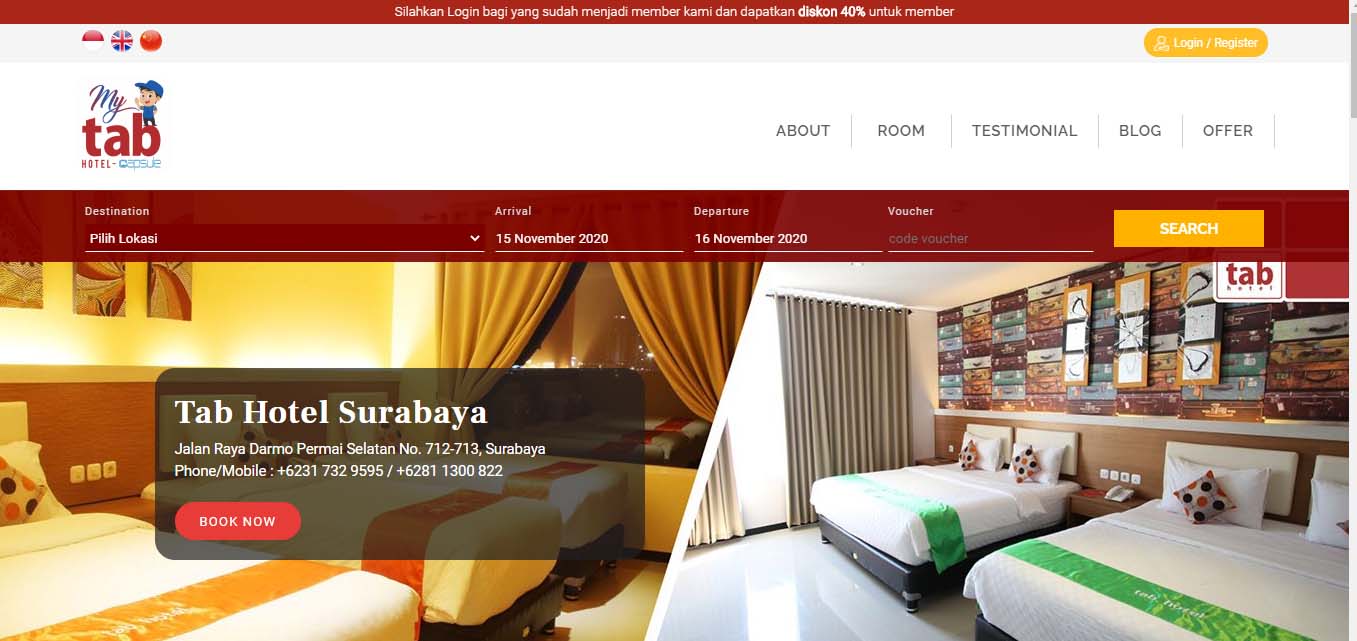 Silahkan Login bagi yang sudah menjadi member kami dan dapatkan diskon 40% untuk member
Login / Register
My
tab
HOTEL - capsule
ABOUT
ROOM
TESTIMONIAL
BLOG
OFFER
Destination
Arrival
Departure
Voucher
Pilih Lokasi
15 November 2020
16 November 2020
code voucher
SEARCH
tab
hotel
Tab Hotel Surabaya
Jalan Raya Darmo Permai Selatan No. 712-713, Surabaya
Phone/Mobile : +6231 732 9595 / +6281 1300 822
BOOK NOW
tab hotel
tab hotel